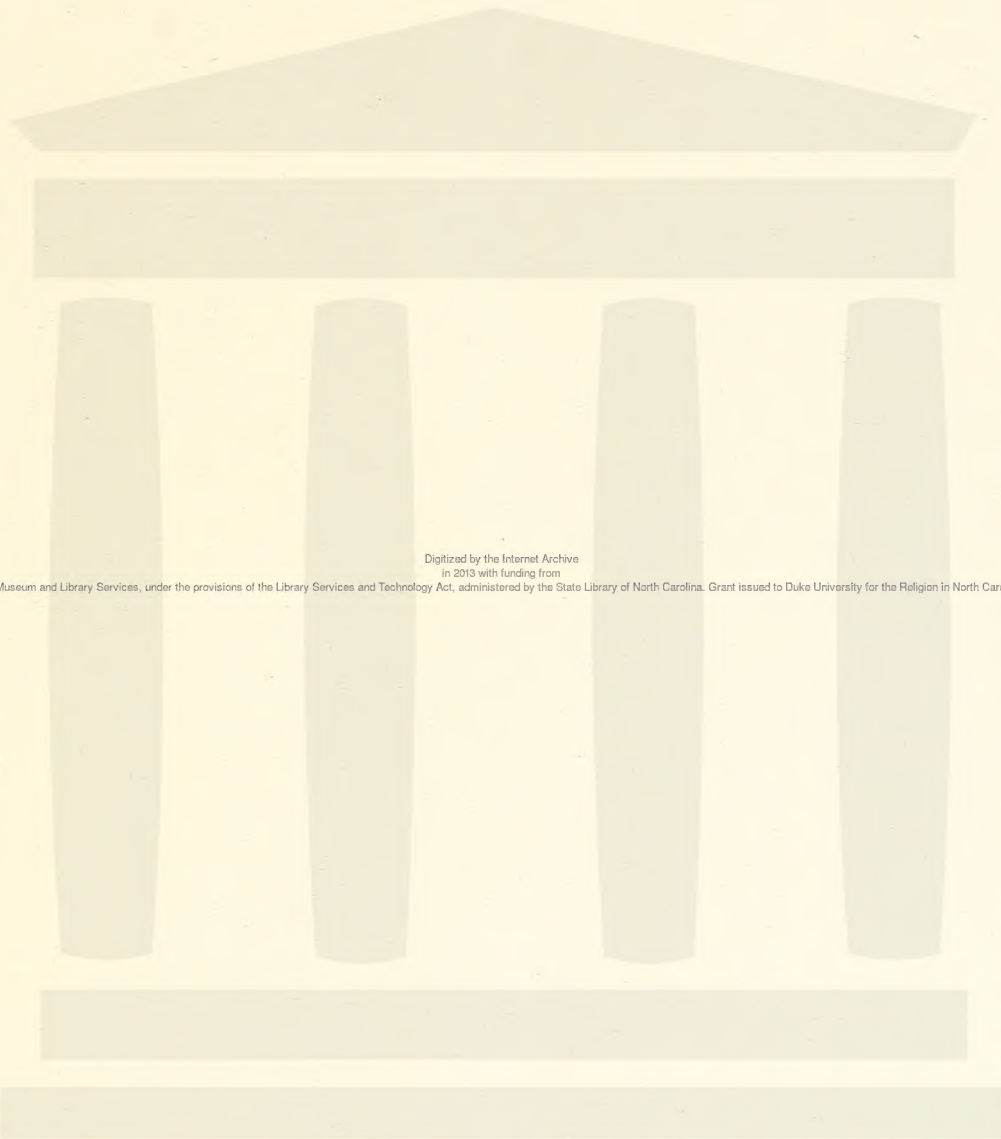 Digitized by the Internet Archive
in 2013 with funding from
Museum and Library Services, under the provisions of the Library Services and Technology Act, administered by the State Library of North Carolina. Grant issued to Duke University for the Religion in North